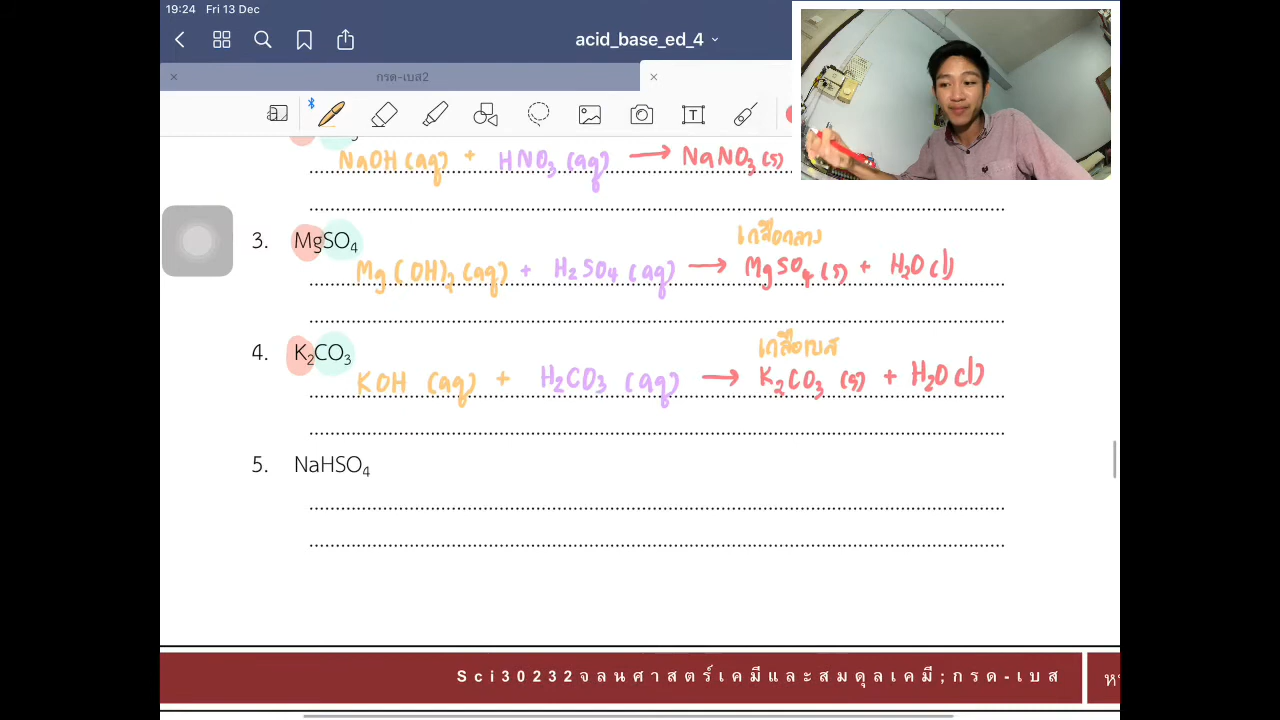 19:24 Fri 13 Dec
acid_base_ed_4
กรด-เบส2
NaOH (aq) + HNO3 (aq) → NaNO3 (s)
3. MgSO4
เกลือกลาง
Mg(OH)2 (aq) + H2SO4 (aq) → MgSO4 (s) + H2O (l)
4. K2CO3
เกลือเบส
KOH (aq) + H2CO3 (aq) → K2CO3 (s) + H2O (l)
5. NaHSO4
Sci30232จลนศาสตร์เคมีและสมดุลเคมี;กรด-เบส